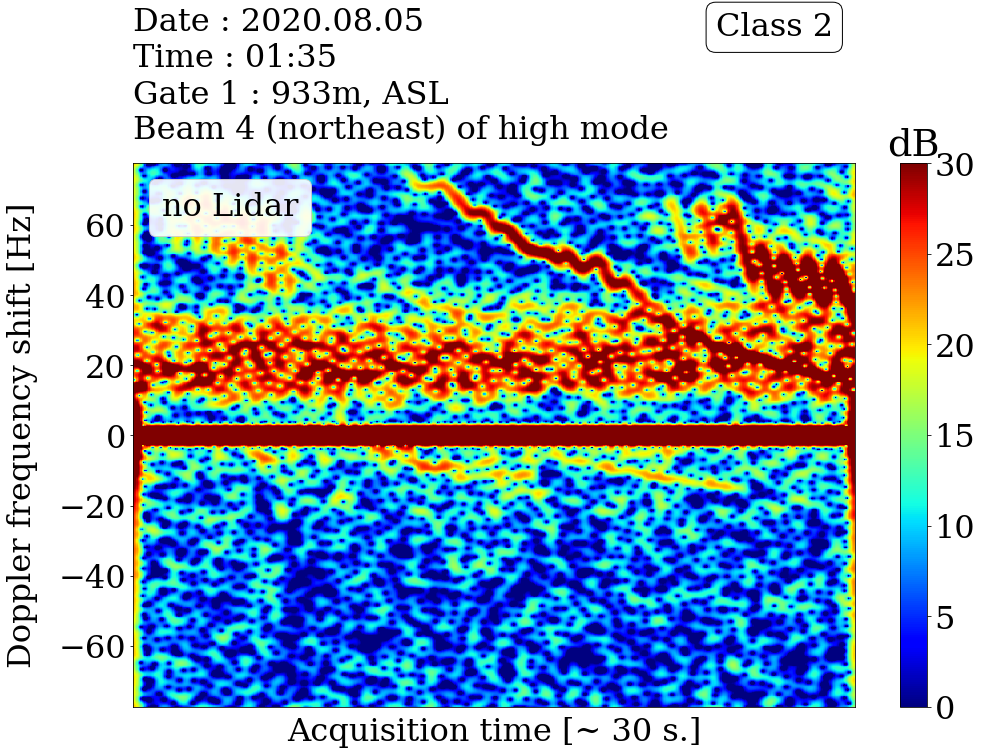 Date : 2020.08.05
Time : 01:35
Gate 1 : 933m, ASL
Beam 4 (northeast) of high mode
Class 2
dB
no Lidar
Doppler frequency shift [Hz]
60
40
20
0
−20
−40
−60
30
25
20
15
10
5
0
Acquisition time [~ 30 s.]